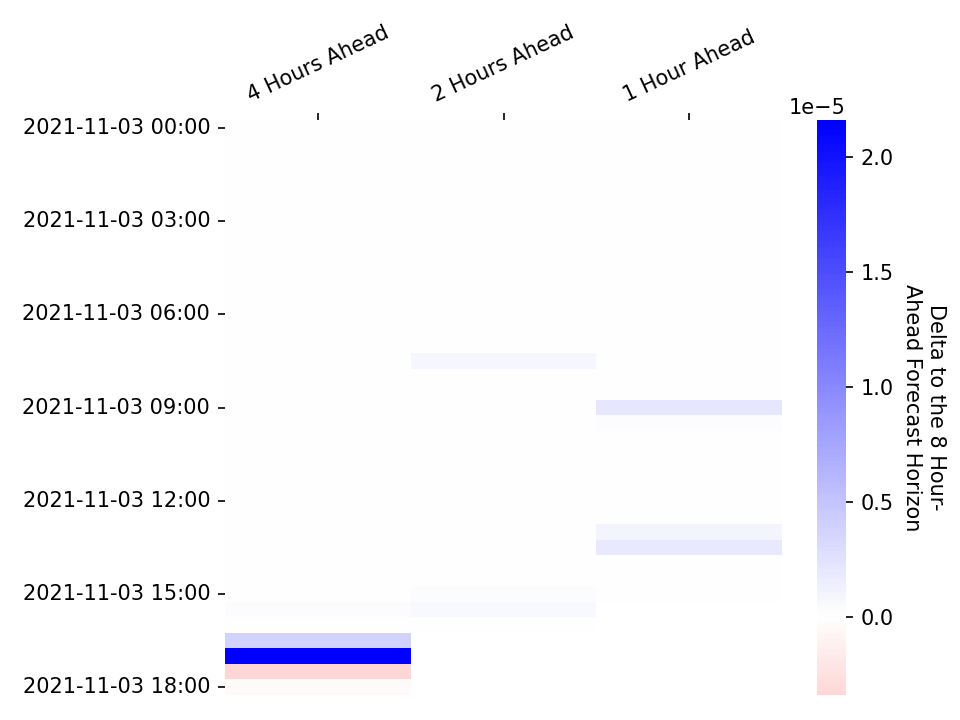 4 Hours Ahead
2 Hours Ahead
1 Hour Ahead
1e−5
2021-11-03 00:00
2021-11-03 03:00
2021-11-03 06:00
2021-11-03 09:00
2021-11-03 12:00
2021-11-03 15:00
2021-11-03 18:00
2.0
1.5
1.0
0.5
0.0
Delta to the 8 Hour-
Ahead Forecast Horizon